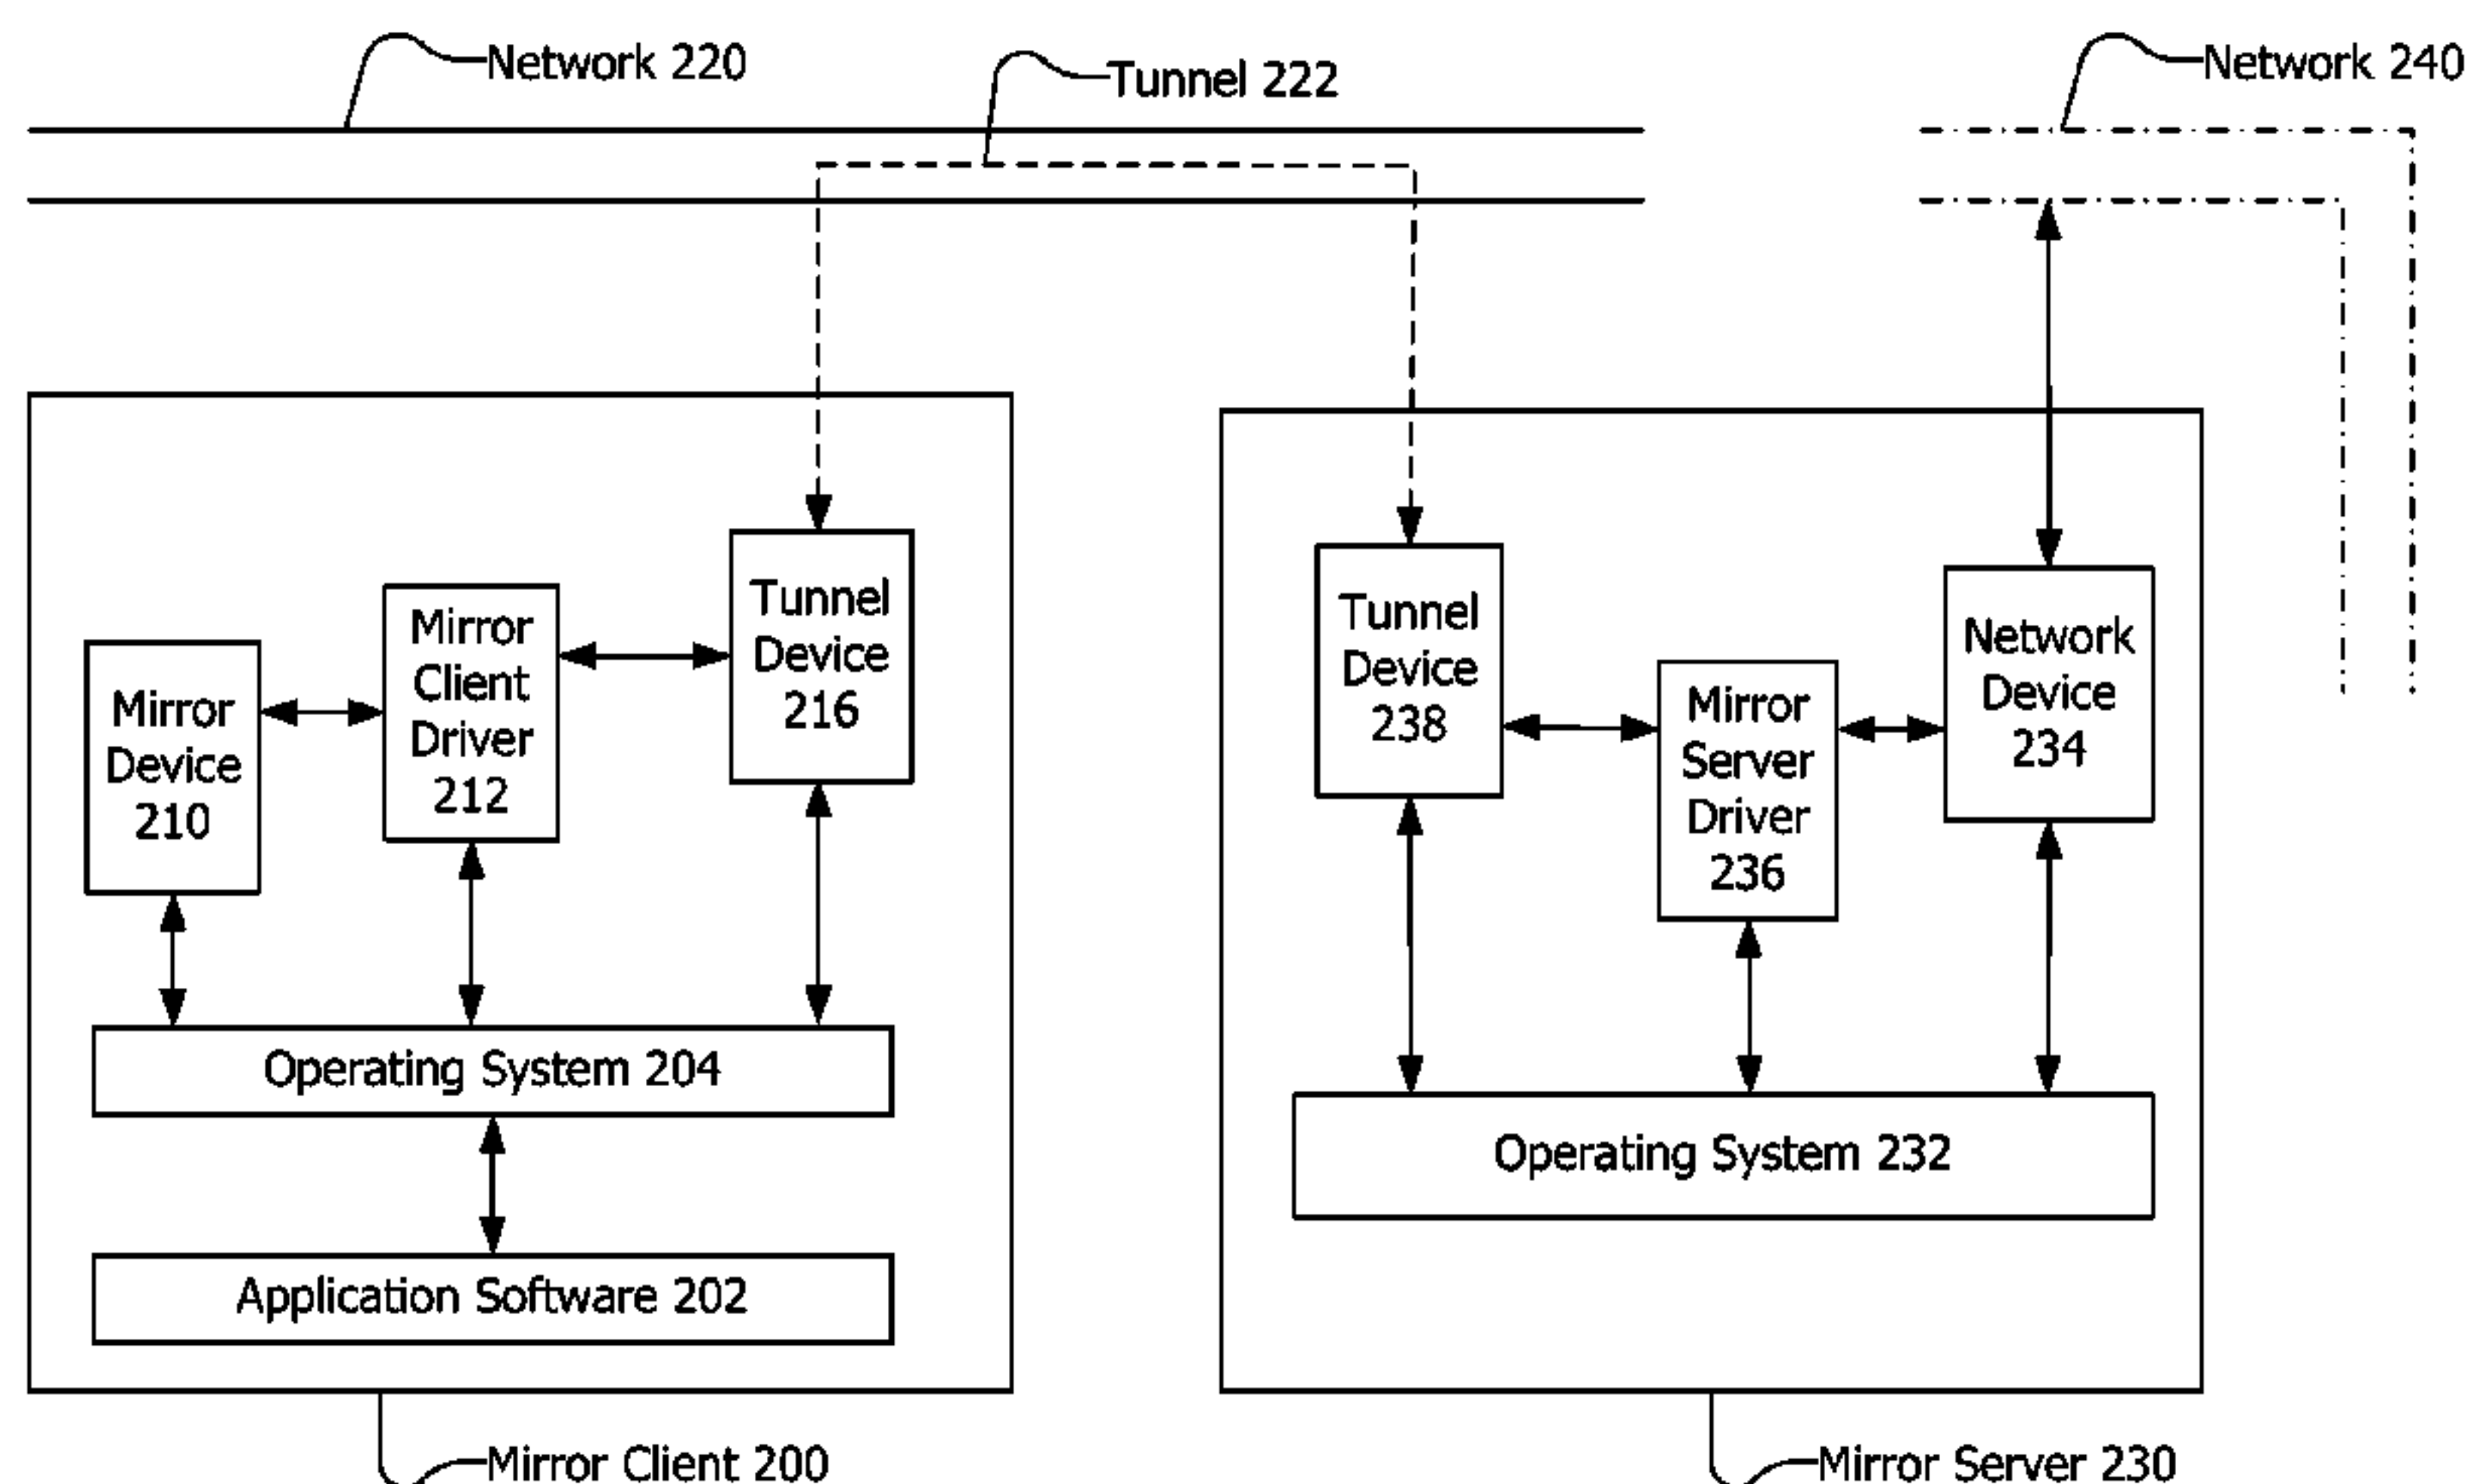 Network 220
Tunnel 222
Network 240
Mirror
Device
210
Mirror
Client
Driver
212
Tunnel
Device
216
Operating System 204
Application Software 202
Mirror Client 200
Tunnel
Device
238
Mirror
Server
Driver
236
Network
Device
234
Operating System 232
Mirror Server 230